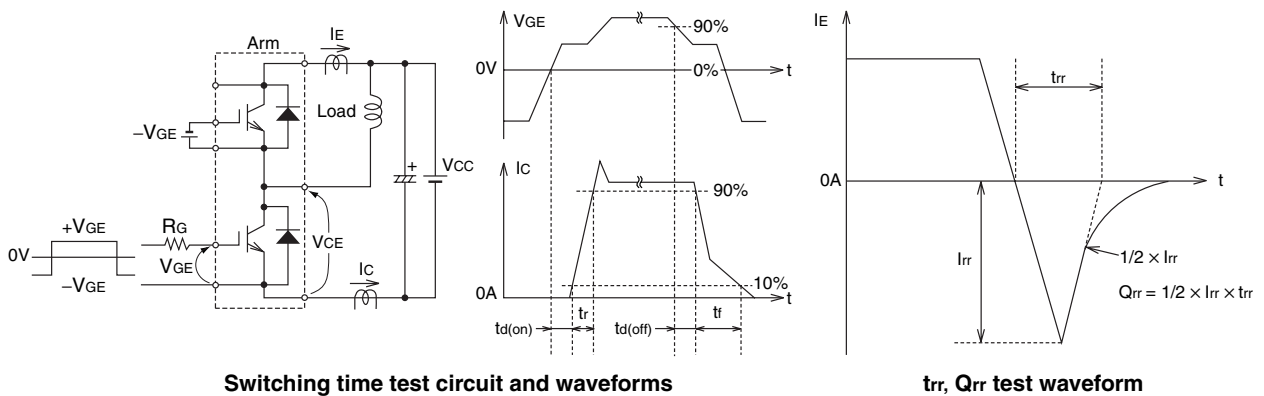 Arm
IE
Load
−VGE
+
VCC
+VGE
0V
−VGE
RG
VGE
VCE
IC
VGE
90%
0V
0%
t
IC
90%
0A
10%
t
tr
td(on)
td(off)
tf
IE
trr
0A
t
Irr
1/2 × Irr
Qrr = 1/2 × Irr × trr
Switching time test circuit and waveforms
trr, Qrr test waveform